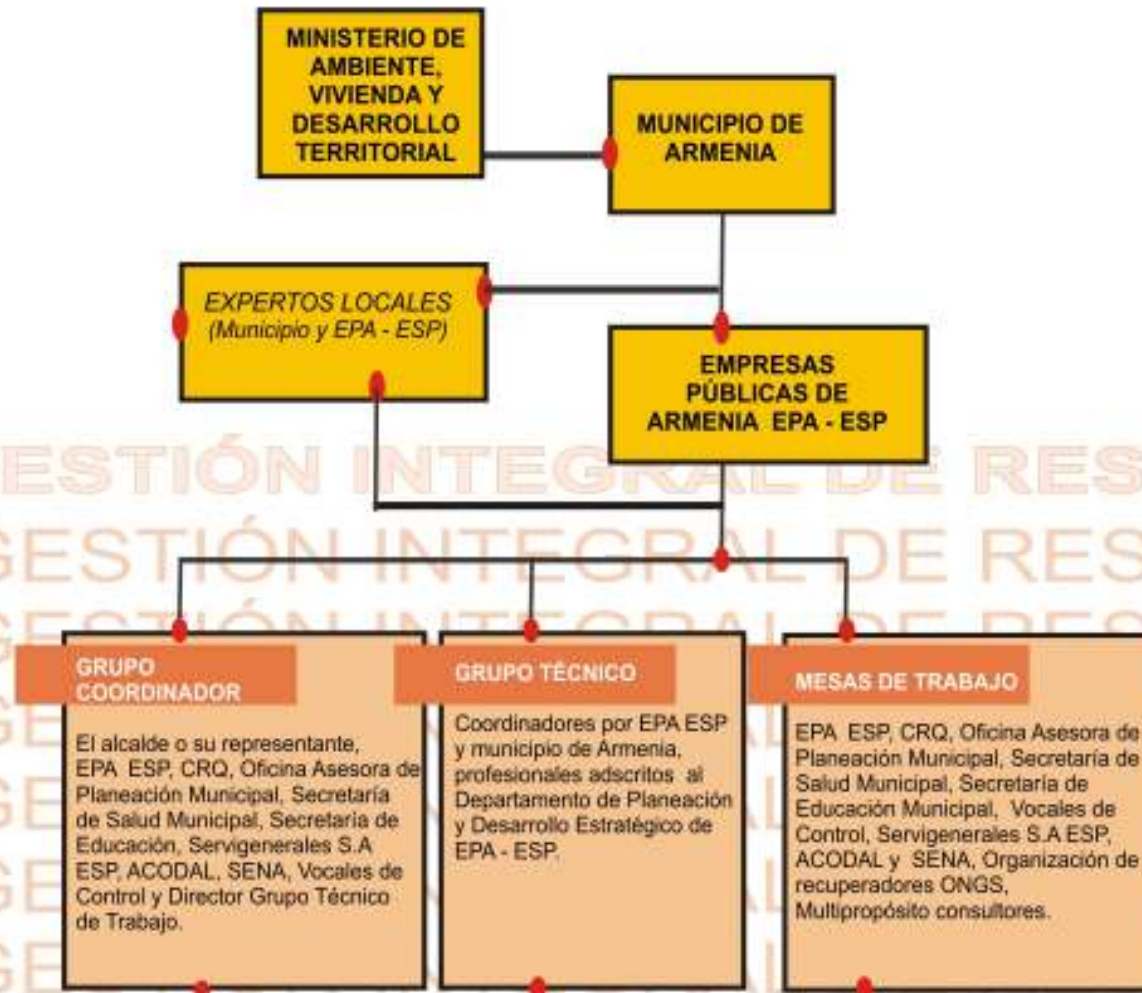 MINISTERIO DE
AMBIENTE,
VIVIENDA Y
DESARROLLO
TERRITORIAL
MUNICIPIO DE
ARMENIA
EXPERTOS LOCALES
(Municipio y EPA - ESP)
EMPRESAS
PÚBLICAS DE
ARMENIA EPA - ESP
ESTIÓN INTEGRAL DE RES
GESTIÓN INTEGRAL DE RES
GESTIÓN INTEGRAL DE RES
GRUPO
COORDINADOR
El alcalde o su representante,
EPA ESP, CRQ, Oficina Asesora de
Planeación Municipal, Secretaría
de Salud Municipal, Secretaría de
Educación, Servigenerales S.A
ESP, ACODAL, SENA, Vocales de
Control y Director Grupo Técnico
de Trabajo.
GRUPO TÉCNICO
Coordinadores por EPA ESP
y municipio de Armenia,
profesionales adscritos al
Departamento de Planeación
y Desarrollo Estratégico de
EPA - ESP.
MESAS DE TRABAJO
EPA ESP, CRQ, Oficina Asesora de
Planeación Municipal, Secretaría de
Salud Municipal, Secretaría de
Educación Municipal, Vocales de
Control, Servigenerales S.A ESP,
ACODAL y SENA, Organización de
recuperadores ONGS,
Multipropósito consultores.